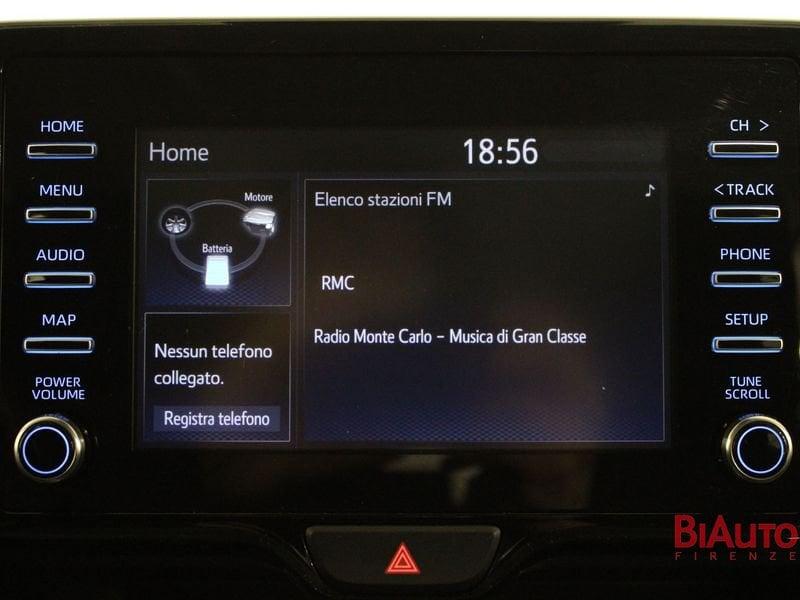 HOME
MENU
AUDIO
MAP
POWER
VOLUME
Home
18:56
Motore
Batteria
Nessun telefono
collegato.
Registra telefono
Elenco stazioni FM
RMC
Radio Monte Carlo – Musica di Gran Classe
CH >
< TRACK
PHONE
SETUP
TUNE
SCROLL
BIAUTO
FIRENZE